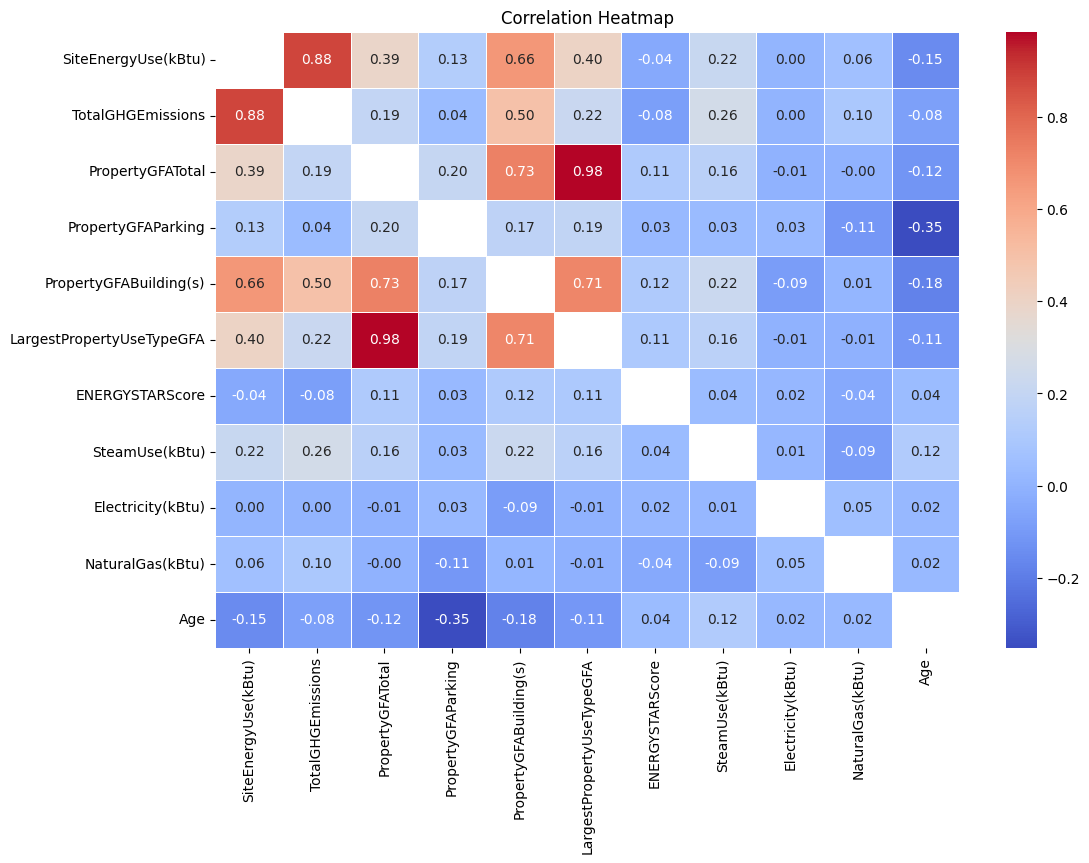 Correlation Heatmap
SiteEnergyUse(kBtu) 0.88 0.39 0.13 0.66 0.40 -0.04 0.22 0.00 0.06 -0.15
TotalGHGEmissions 0.88 0.19 0.04 0.50 0.22 -0.08 0.26 0.00 0.10 -0.08
PropertyGFATotal 0.39 0.19 0.20 0.73 0.98 0.11 0.16 -0.01 -0.00 -0.12
PropertyGFAParking 0.13 0.04 0.20 0.17 0.19 0.03 0.03 0.03 -0.11 -0.35
PropertyGFABuilding(s) 0.66 0.50 0.73 0.17 0.71 0.12 0.22 -0.09 0.01 -0.18
LargestPropertyUseTypeGFA 0.40 0.22 0.98 0.19 0.71 0.11 0.16 -0.01 -0.01 -0.11
ENERGYSTARScore -0.04 -0.08 0.11 0.03 0.12 0.11 0.04 0.02 -0.04 0.04
SteamUse(kBtu) 0.22 0.26 0.16 0.03 0.22 0.16 0.04 0.01 -0.09 0.12
Electricity(kBtu) 0.00 0.00 -0.01 0.03 -0.09 -0.01 0.02 0.01 0.05 0.02
NaturalGas(kBtu) 0.06 0.10 -0.00 -0.11 0.01 -0.01 -0.04 -0.09 0.05 0.02
Age -0.15 -0.08 -0.12 -0.35 -0.18 -0.11 0.04 0.12 0.02 0.02
SiteEnergyUse(kBtu)
TotalGHGEmissions
PropertyGFATotal
PropertyGFAParking
PropertyGFABuilding(s)
LargestPropertyUseTypeGFA
ENERGYSTARScore
SteamUse(kBtu)
Electricity(kBtu)
NaturalGas(kBtu)
Age
0.8
0.6
0.4
0.2
0.0
−0.2